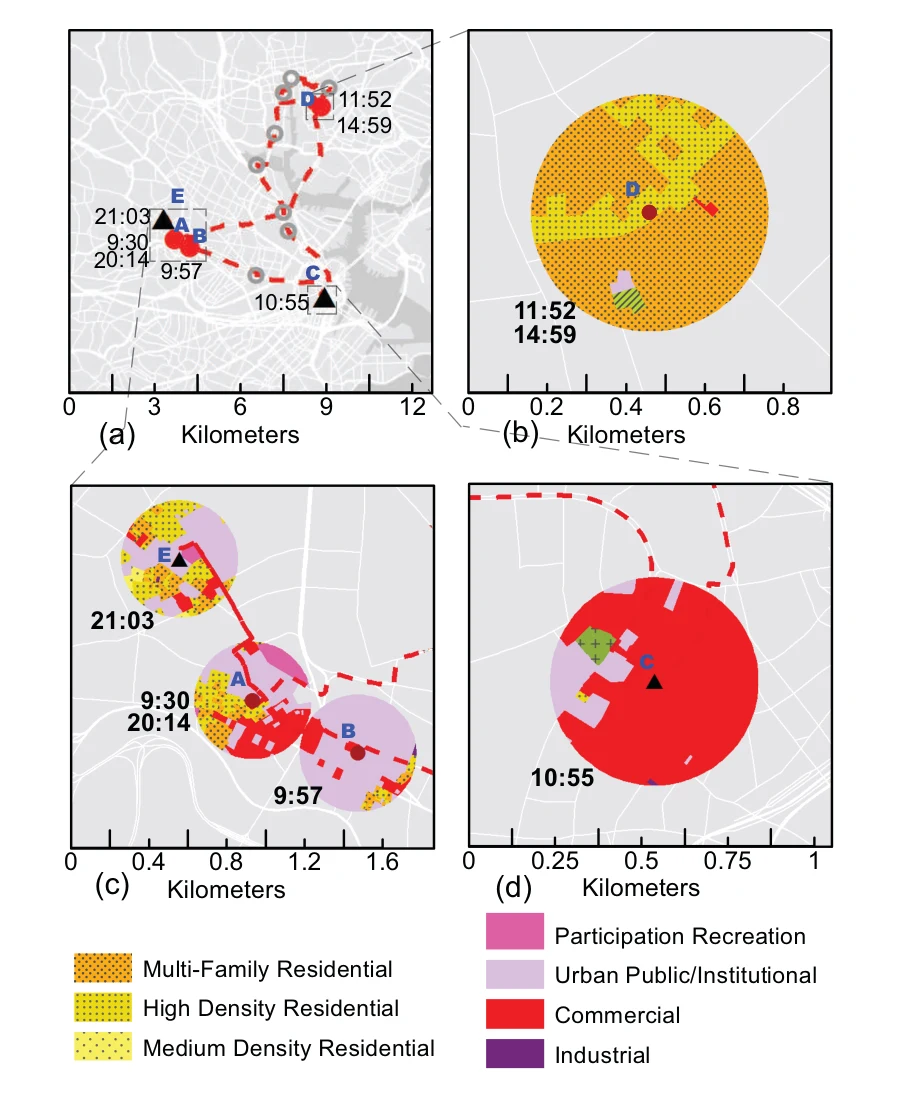 D
11:52
14:59
E
21:03
A
B
9:30
20:14
9:57
C
10:55
0 3 6 9 12
(a) Kilometers
D
11:52
14:59
0 0.2 0.4 0.6 0.8
(b) Kilometers
E
21:03
A
9:30
20:14
B
9:57
0 0.4 0.8 1.2 1.6
(c) Kilometers
C
10:55
0 0.25 0.5 0.75 1
(d) Kilometers
Multi-Family Residential
High Density Residential
Medium Density Residential
Participation Recreation
Urban Public/Institutional
Commercial
Industrial